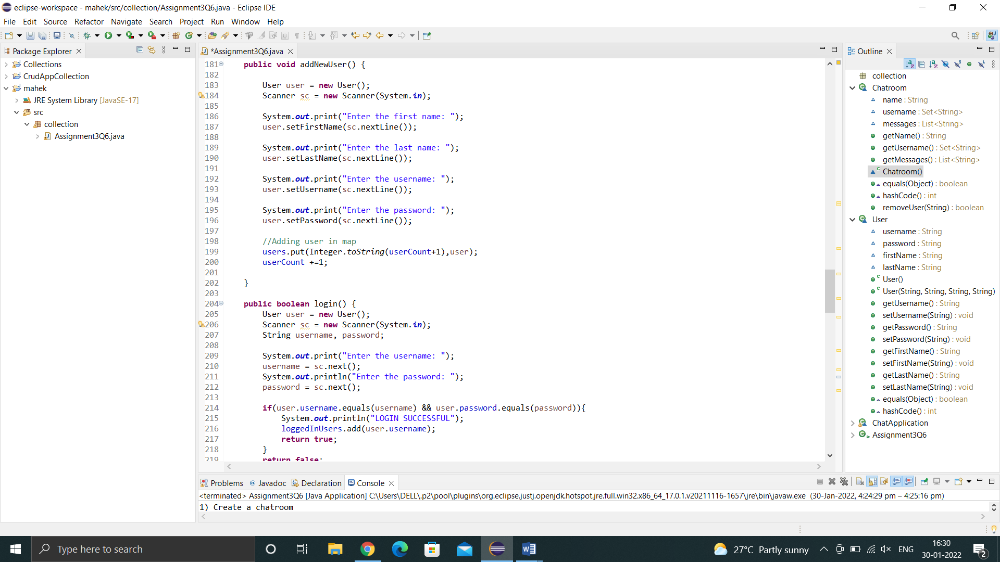 eclipse-workspace - mahek/src/collection/Assignment3Q6.java - Eclipse IDE
File Edit Source Refactor Navigate Search Project Run Window Help
Package Explorer
Collections
CrudAppCollection
mahek
JRE System Library [JavaSE-17]
src
collection
Assignment3Q6.java
*Assignment3Q6.java
181 public void addNewUser() {
182
183 User user = new User();
184 Scanner sc = new Scanner(System.in);
185
186 System.out.print("Enter the first name: ");
187 user.setFirstName(sc.nextLine());
188
189 System.out.print("Enter the last name: ");
190 user.setLastName(sc.nextLine());
191
192 System.out.print("Enter the username: ");
193 user.setUsername(sc.nextLine());
194
195 System.out.print("Enter the password: ");
196 user.setPassword(sc.nextLine());
197
198 //Adding user in map
199 users.put(Integer.toString(userCount+1),user);
200 userCount +=1;
201
202 }
203
204 public boolean login() {
205 User user = new User();
206 Scanner sc = new Scanner(System.in);
207 String username, password;
208
209 System.out.print("Enter the username: ");
210 username = sc.next();
211 System.out.println("Enter the password: ");
212 password = sc.next();
213
214 if(user.username.equals(username) && user.password.equals(password)){
215 System.out.println("LOGIN SUCCESSFUL");
216 loggedInUsers.add(user.username);
217 return true;
218 }
219 return false;
Outline
collection
Chatroom
name : String
username : Set<String>
messages : List<String>
getName() : String
getUsername() : Set<String>
getMessages() : List<String>
Chatroom()
equals(Object) : boolean
hashCode() : int
removeUser(String) : boolean
User
username : String
password : String
firstName : String
lastName : String
User()
User(String, String, String, String)
getUsername() : String
setUsername(String) : void
getPassword() : String
setPassword(String) : void
getFirstName() : String
setFirstName(String) : void
getLastName() : String
setLastName(String) : void
equals(Object) : boolean
hashCode() : int
ChatApplication
Assignment3Q6
Problems Javadoc Declaration Console
<terminated> Assignment3Q6 [Java Application] C:\Users\DELL\.p2\pool\plugins\org.eclipse.justj.openjdk.hotspot.jre.full.win32.x86_64_17.0.1.v20211116-1657\jre\bin\javaw.exe (30-Jan-2022, 4:24:29 pm – 4:25:16 pm)
1) Create a chatroom
Type here to search
27°C Partly sunny
ENG
16:30
30-01-2022
2